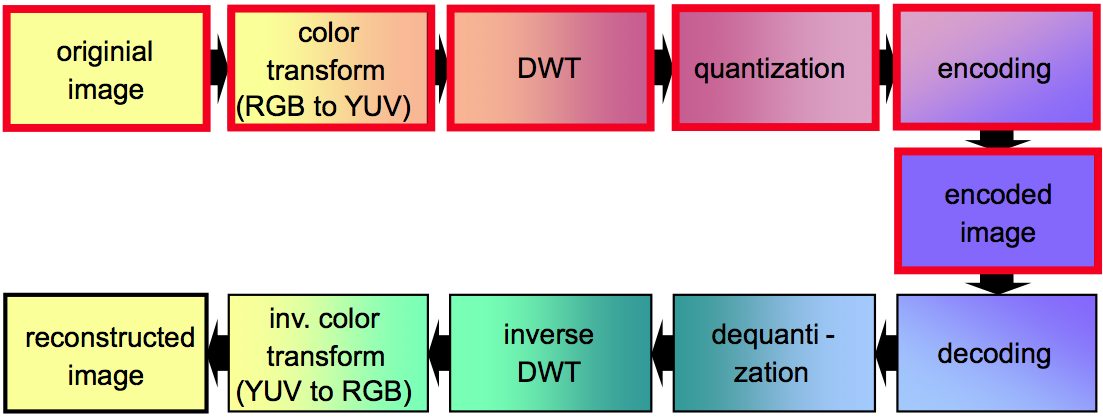 originial
image
color
transform
(RGB to YUV)
DWT
quantization
encoding
encoded
image
decoding
dequanti -
zation
inverse
DWT
inv. color
transform
(YUV to RGB)
reconstructed
image